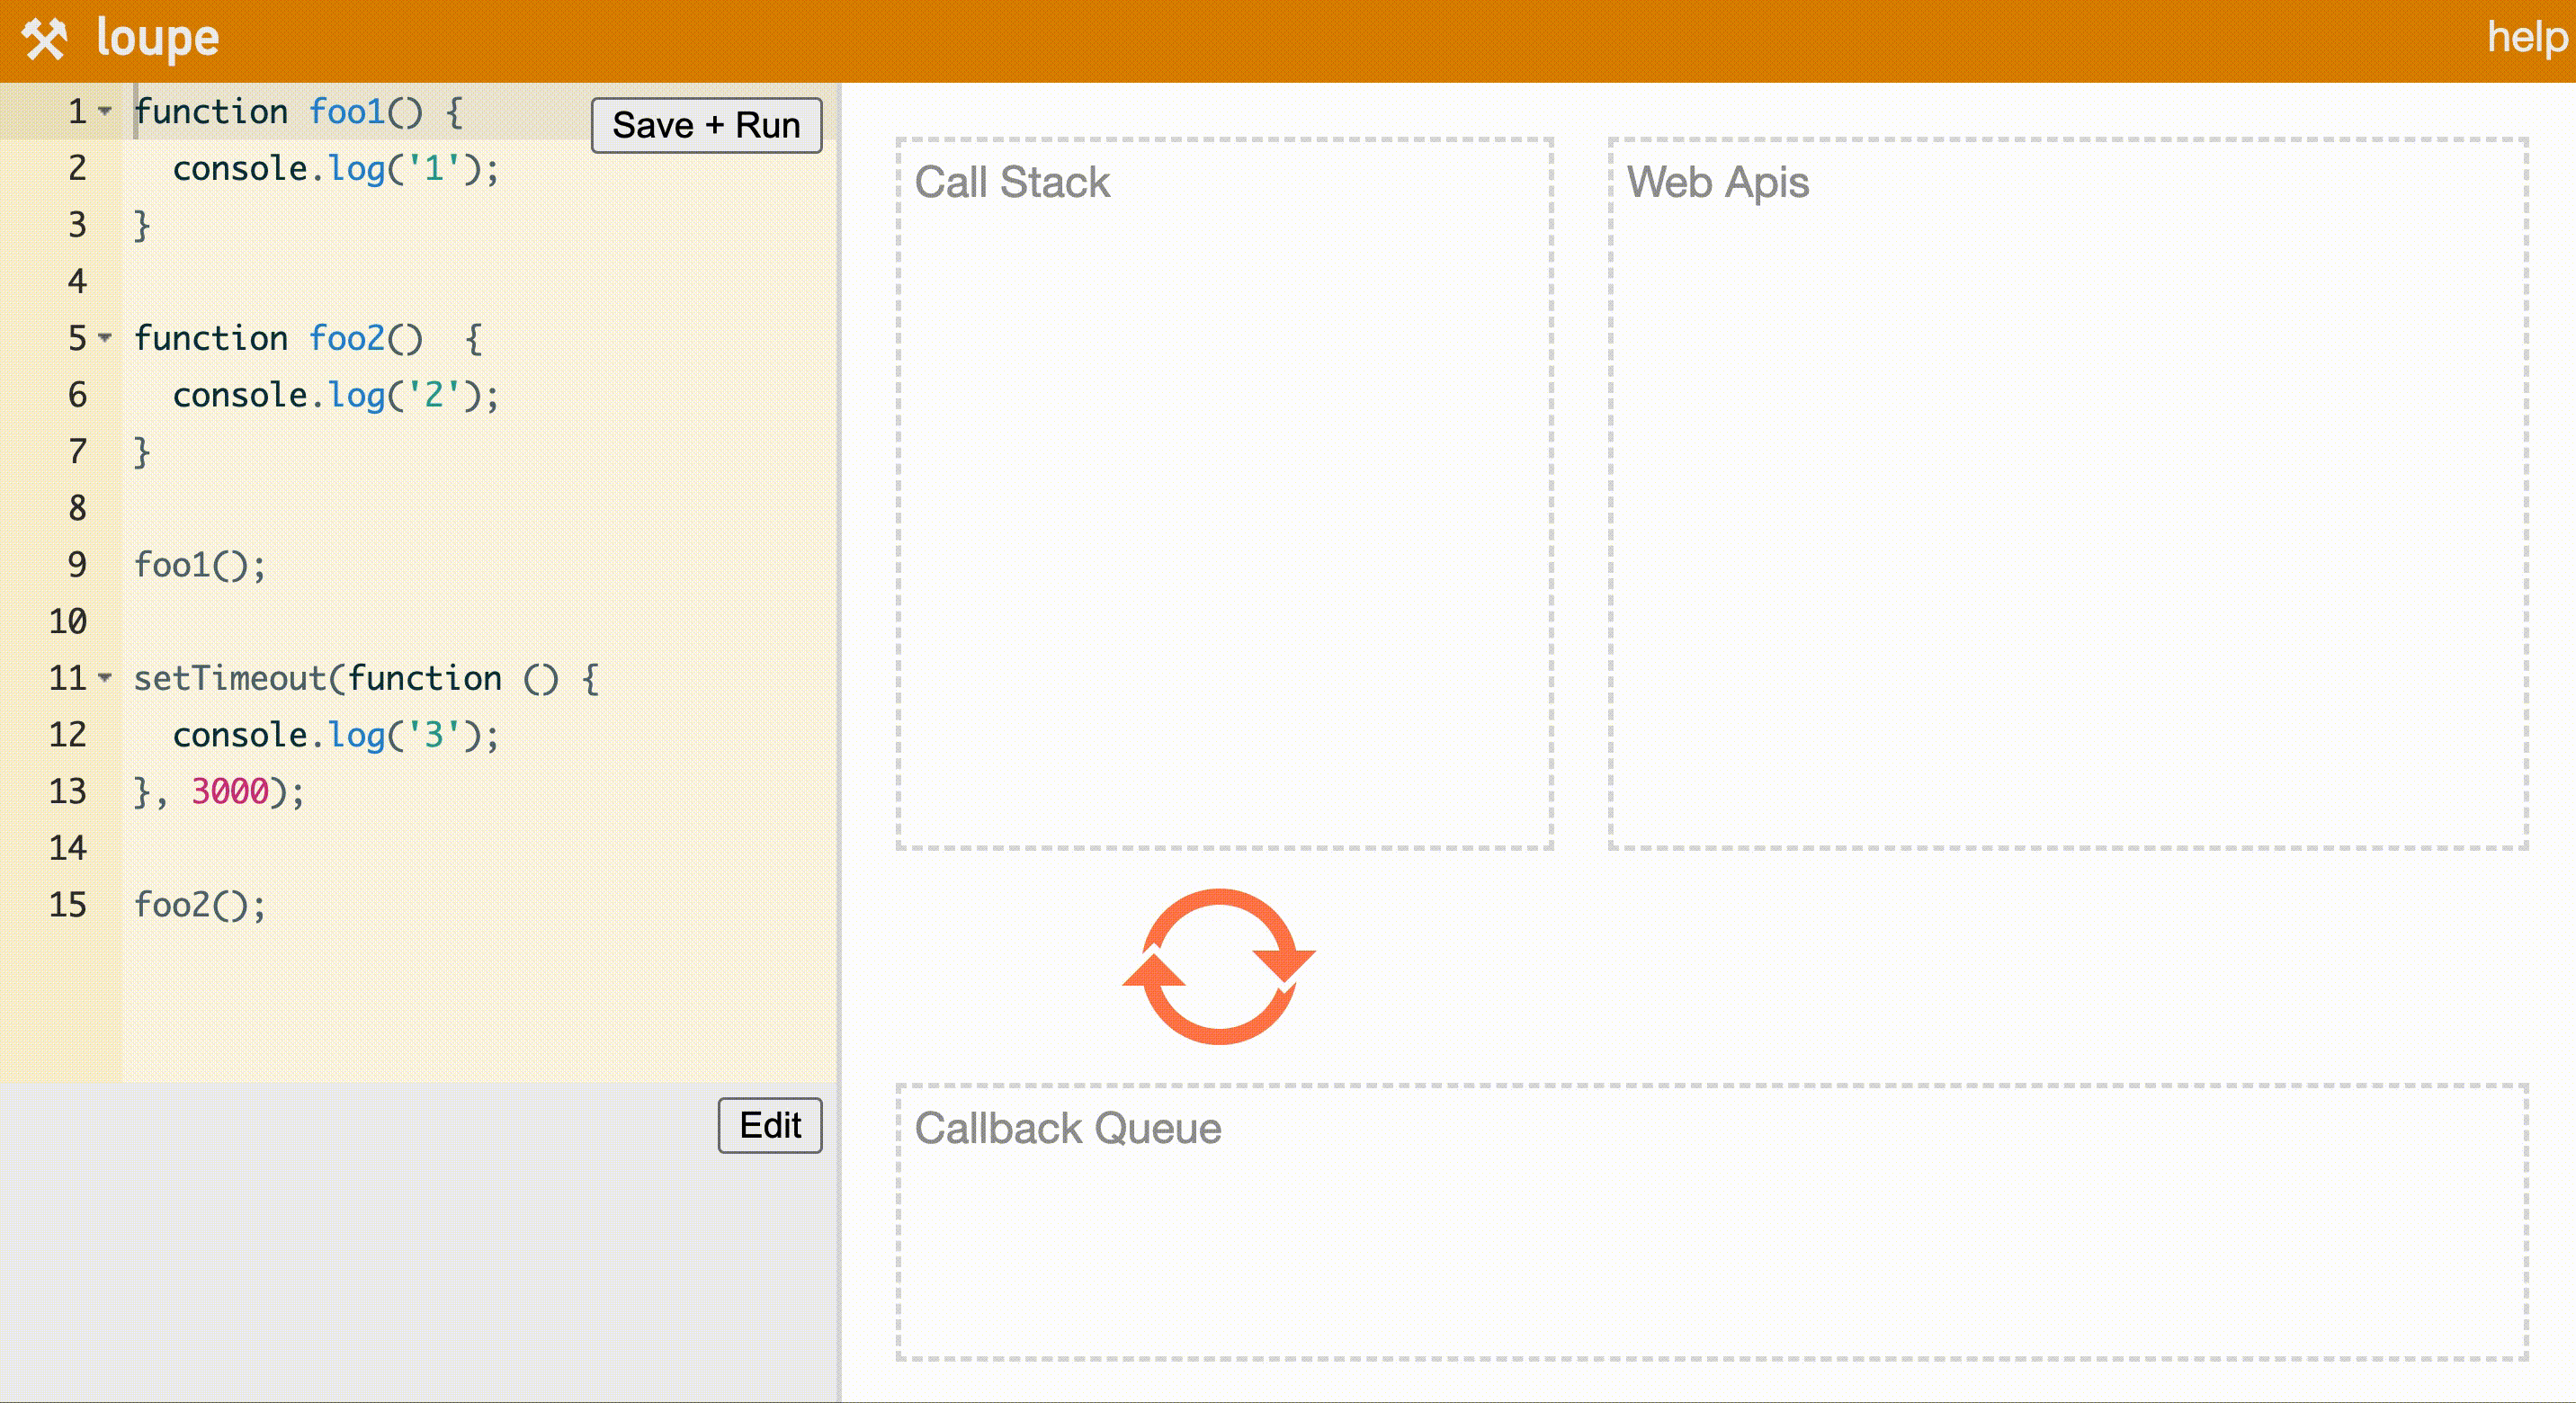 loupe
help
1 function foo1() {
Save + Run
2   console.log('1');
3 }
4
5 function foo2()  {
6   console.log('2');
7 }
8
9 foo1();
10
11 setTimeout(function () {
12   console.log('3');
13 }, 3000);
14
15 foo2();
Edit
Call Stack
Web Apis
Callback Queue